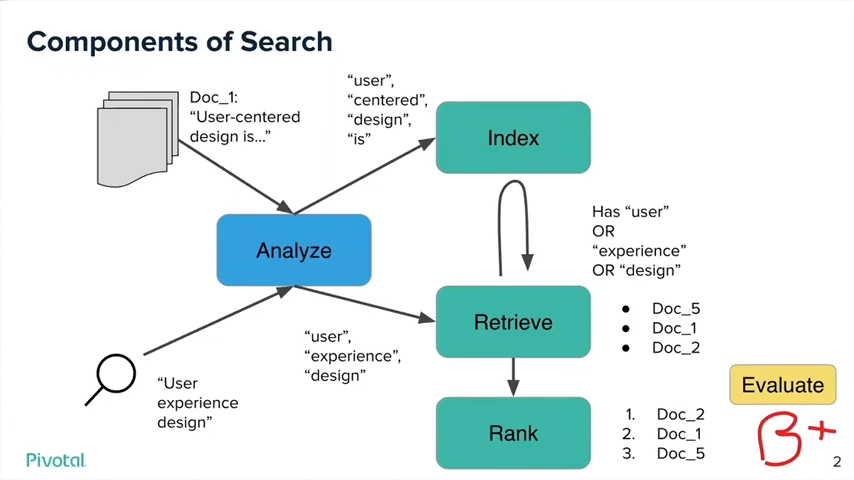 Components of Search
Doc_1:
“User-centered
design is...”
“user”,
“centered”,
“design”,
“is”
Index
Analyze
Has “user”
OR
“experience”
OR “design”
Retrieve
● Doc_5
● Doc_1
● Doc_2
“user”,
“experience”,
“design”
“User
experience
design”
Rank
1. Doc_2
2. Doc_1
3. Doc_5
Evaluate
B+
Pivotal
2